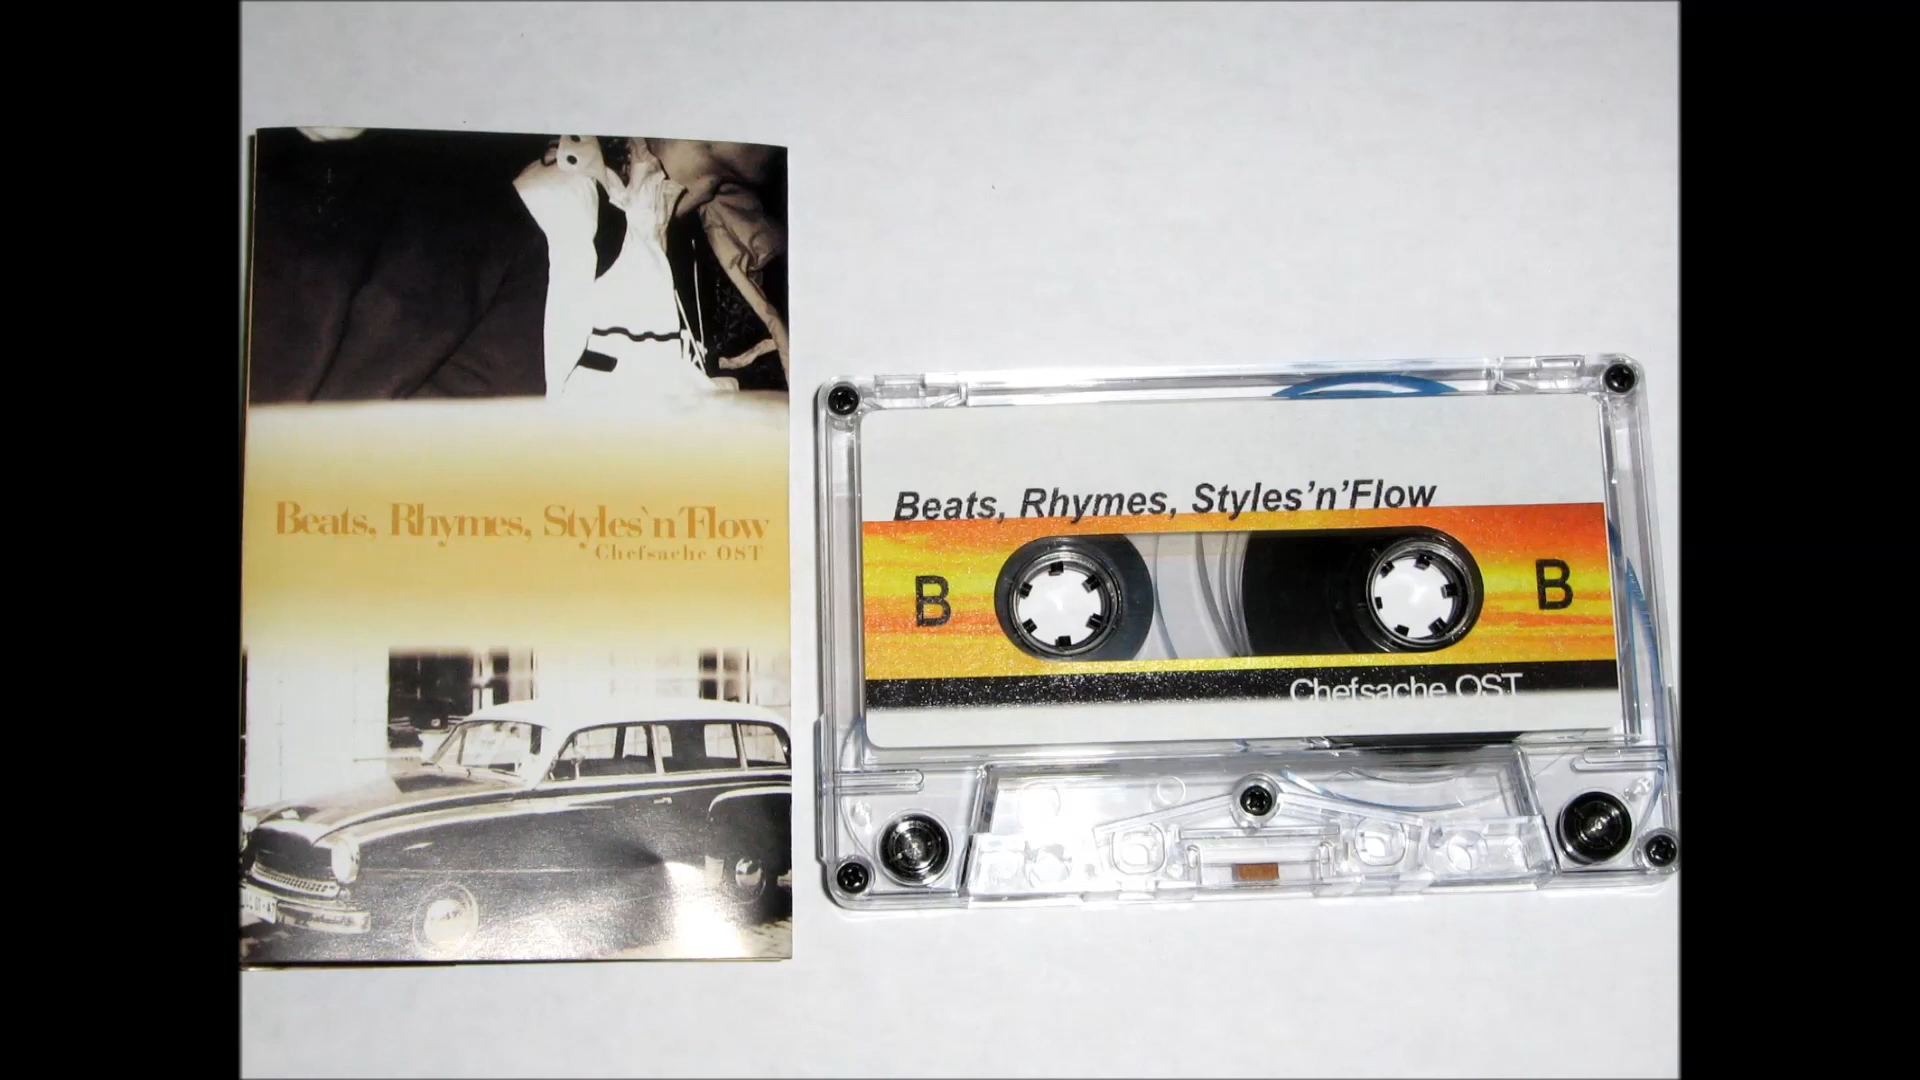 Beats, Rhymes, Styles`n´Flow
Chefsache OST
Beats, Rhymes, Styles’n’Flow
B B
Chefsache OST